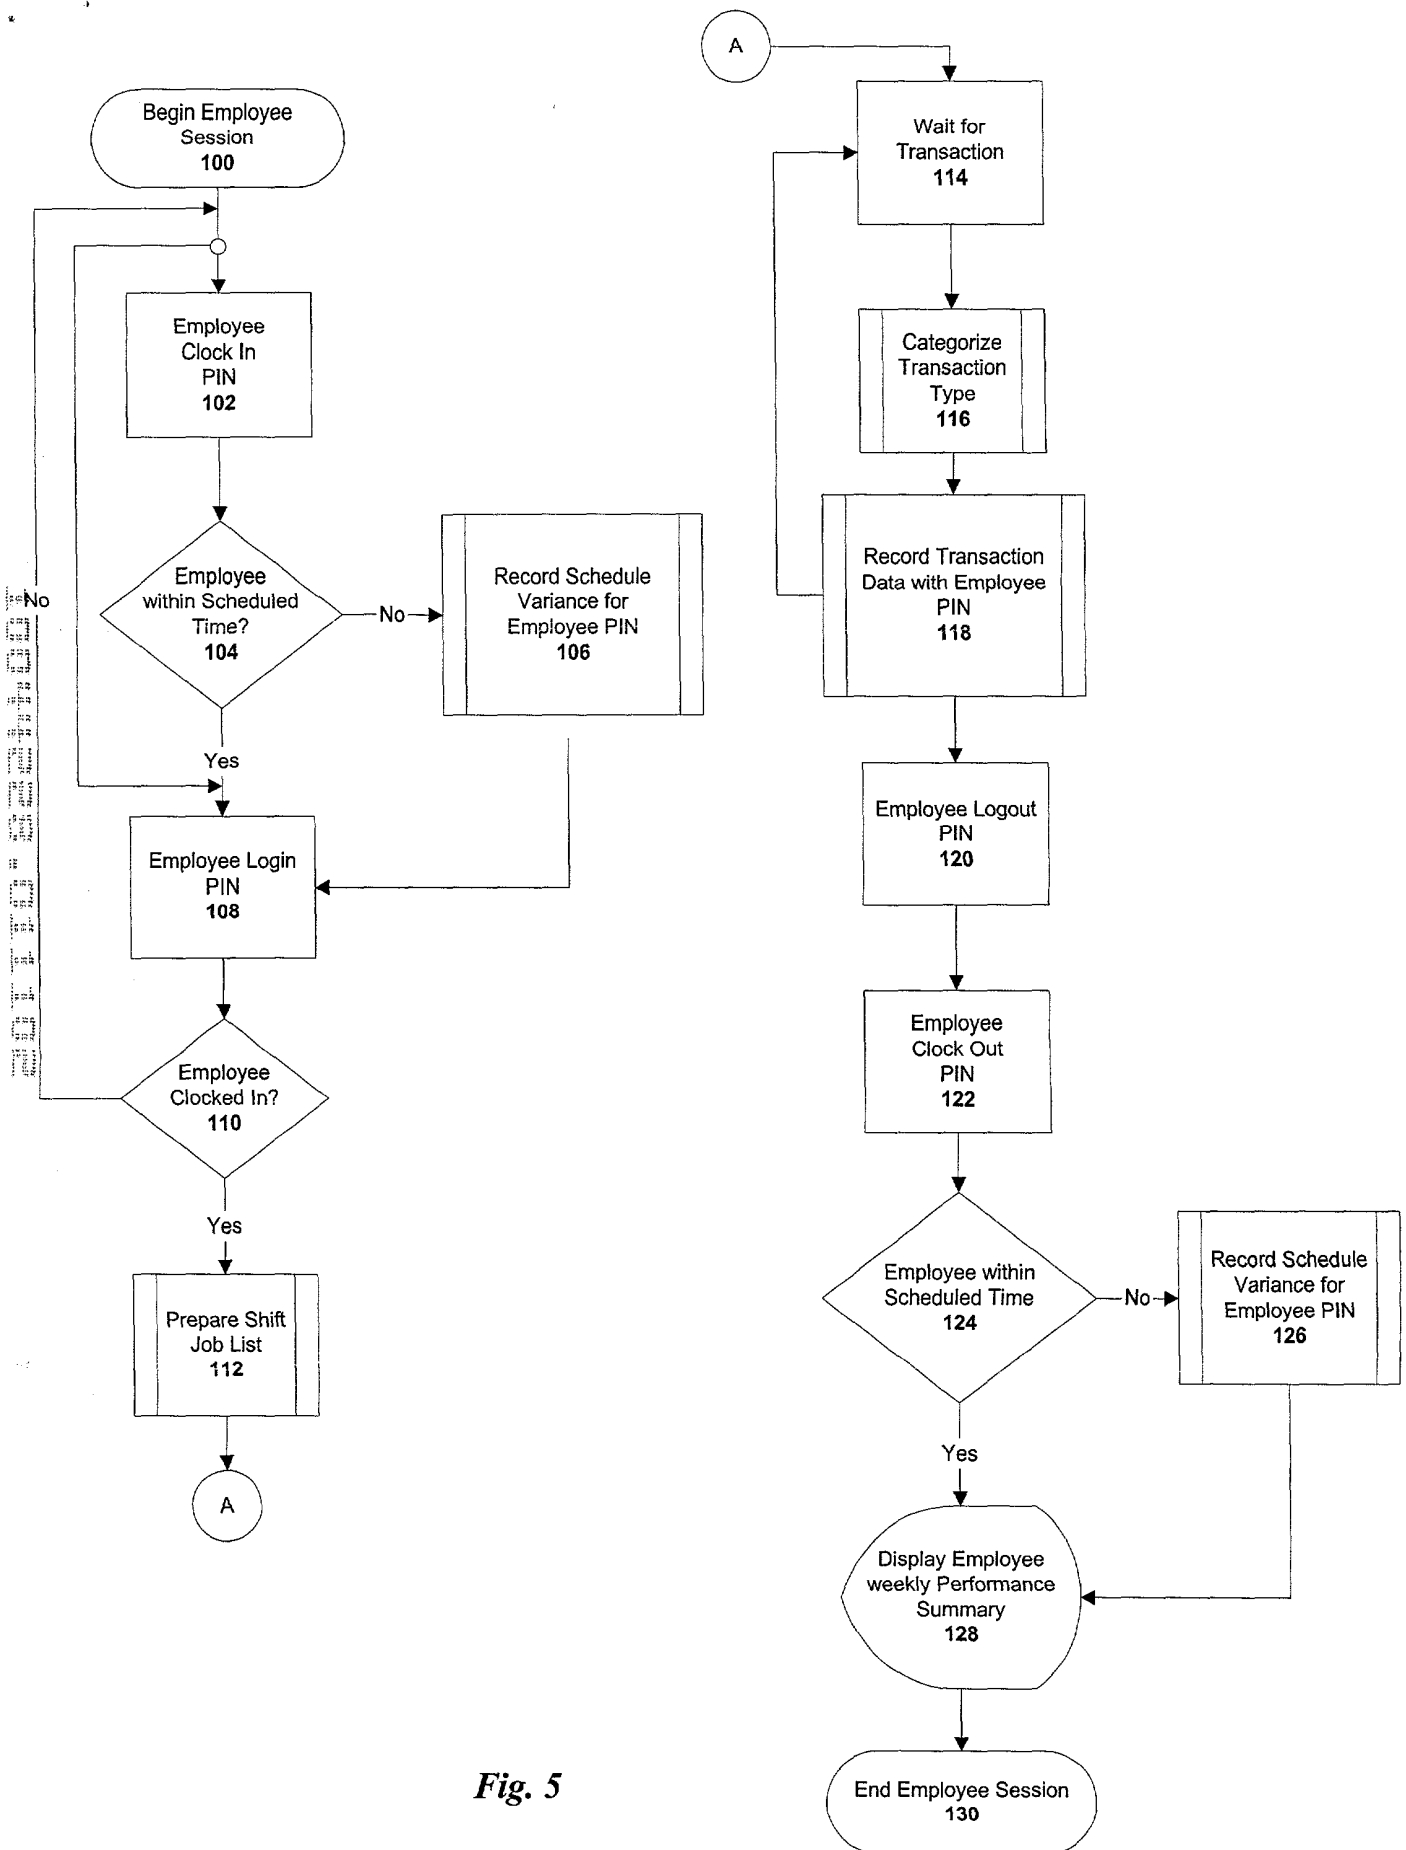 Begin Employee
Session
100
Employee
Clock In
PIN
102
Employee
within Scheduled
Time?
104
No
Record Schedule
Variance for
Employee PIN
106
Yes
Employee Login
PIN
108
Employee
Clocked In?
110
No
Yes
Prepare Shift
Job List
112
A
A
Wait for
Transaction
114
Categorize
Transaction
Type
116
Record Transaction
Data with Employee
PIN
118
Employee Logout
PIN
120
Employee
Clock Out
PIN
122
Employee within
Scheduled Time
124
No
Record Schedule
Variance for
Employee PIN
126
Yes
Display Employee
weekly Performance
Summary
128
End Employee Session
130
Fig. 5